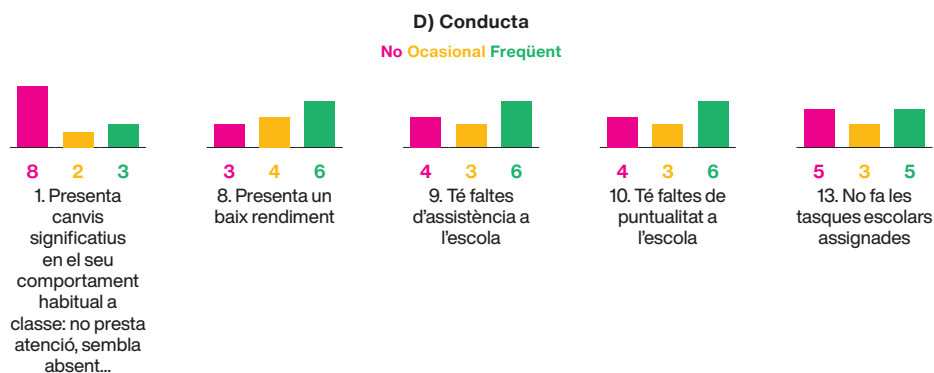 D) Conducta
No Ocasional Freqüent
8 2 3
1. Presenta
canvis
significatius
en el seu
comportament
habitual a
classe: no presta
atenció, sembla
absent...
3 4 6
8. Presenta un
baix rendiment
4 3 6
9. Té faltes
d’assistència a
l’escola
4 3 6
10. Té faltes de
puntualitat a
l’escola
5 3 5
13. No fa les
tasques escolars
assignades